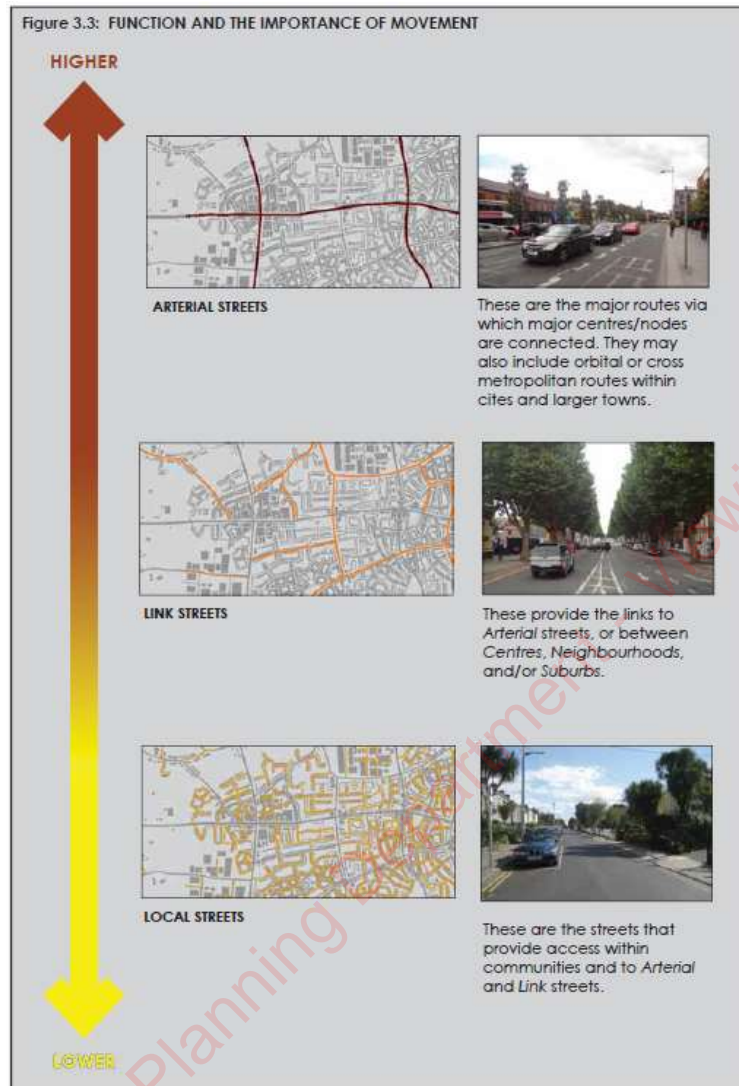 Figure 3.3: FUNCTION AND THE IMPORTANCE OF MOVEMENT
HIGHER
ARTERIAL STREETS
These are the major routes via
which major centres/nodes
are connected. They may
also include orbital or cross
metropolitan routes within
cites and larger towns.
LINK STREETS
These provide the links to
Arterial streets, or between
Centres, Neighbourhoods,
and/or Suburbs.
LOCAL STREETS
These are the streets that
provide access within
communities and to Arterial
and Link streets.
LOWER
Planning Department -